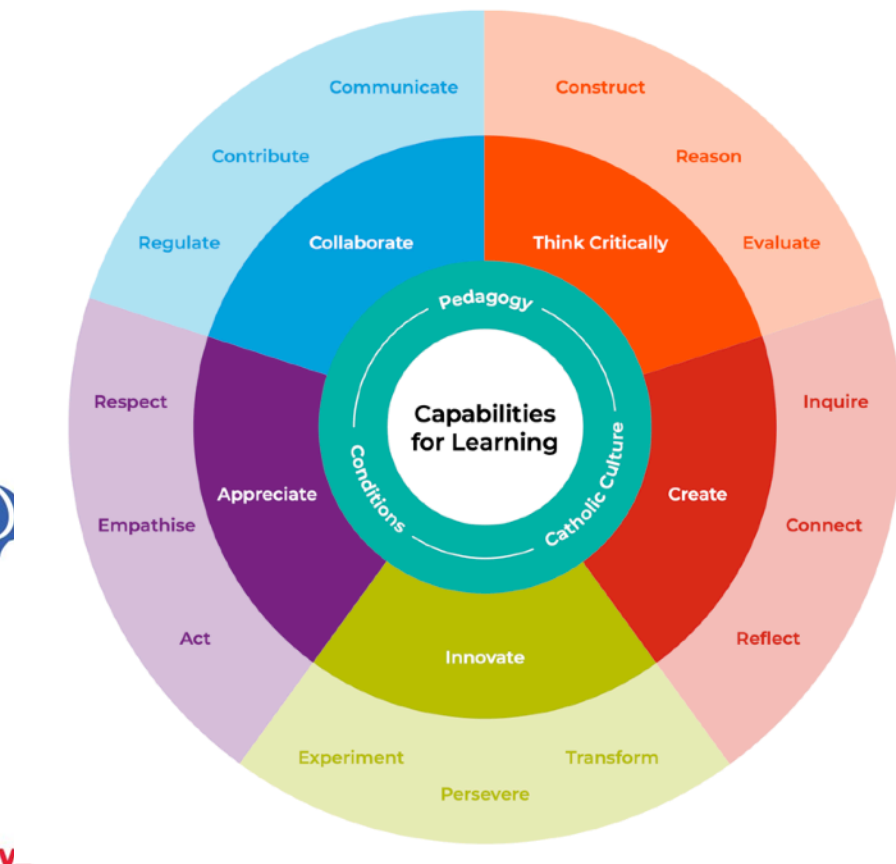 Communicate
Contribute
Regulate
Collaborate
Construct
Reason
Evaluate
Think Critically
Pedagogy
Catholic Culture
Conditions
Capabilities
for Learning
Respect
Empathise
Act
Appreciate
Inquire
Connect
Reflect
Create
Innovate
Experiment
Persevere
Transform